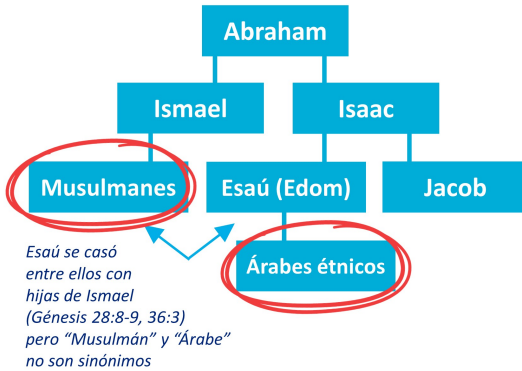 Abraham
Ismael
Isaac
Musulmanes
Esaú (Edom)
Jacob
Árabes étnicos
Esaú se casó
entre ellos con
hijas de Ismael
(Génesis 28:8-9, 36:3)
pero “Musulmán” y “Árabe”
no son sinónimos